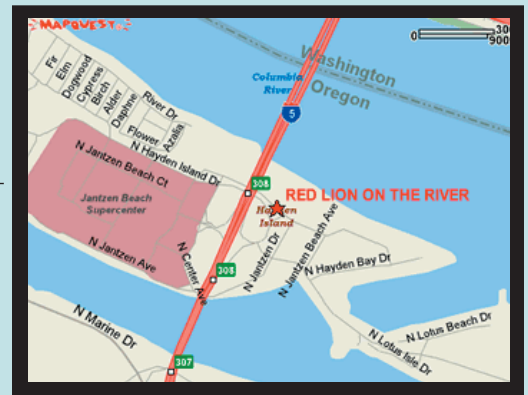 MAPQUEST
0
300
900
Washington
Oregon
Columbia
River
5
Fir
Elm
Dogwood
Cypress
Birch
Alder
Daphne
River Dr
Flower
Azalia
N Hayden Island Dr
N Jantzen Beach Ct
308
RED LION ON THE RIVER
Jantzen Beach
Supercenter
Island
N Jantzen Beach Ave
N Jantzen Dr
N Hayden Bay Dr
N Jantzen Ave
N Center Ave
308
N Marine Dr
N Lotus Beach Dr
N Lotus Isle Dr
307